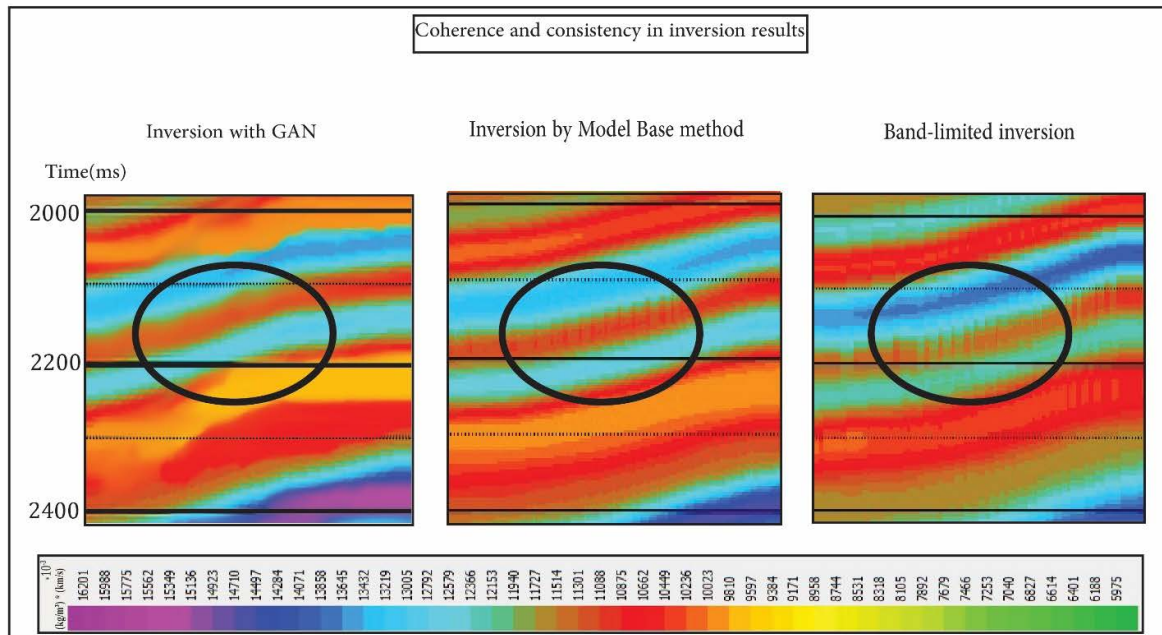 Coherence and consistency in inversion results
Inversion with GAN
Inversion by Model Base method
Band-limited inversion
Time(ms)
2000
2200
2400
(kg/m³) * (km/s)
16201 15988 15775 15562 15349 15136 14923 14710 14497 14284 14071 13858 13645 13432 13219 13005 12792 12579 12366 12153 11940 11727 11514 11301 11088 10875 10662 10449 10236 10023 9810 9597 9384 9171 8958 8744 8531 8318 8105 7892 7679 7466 7253 7040 6827 6614 6401 6188 5975